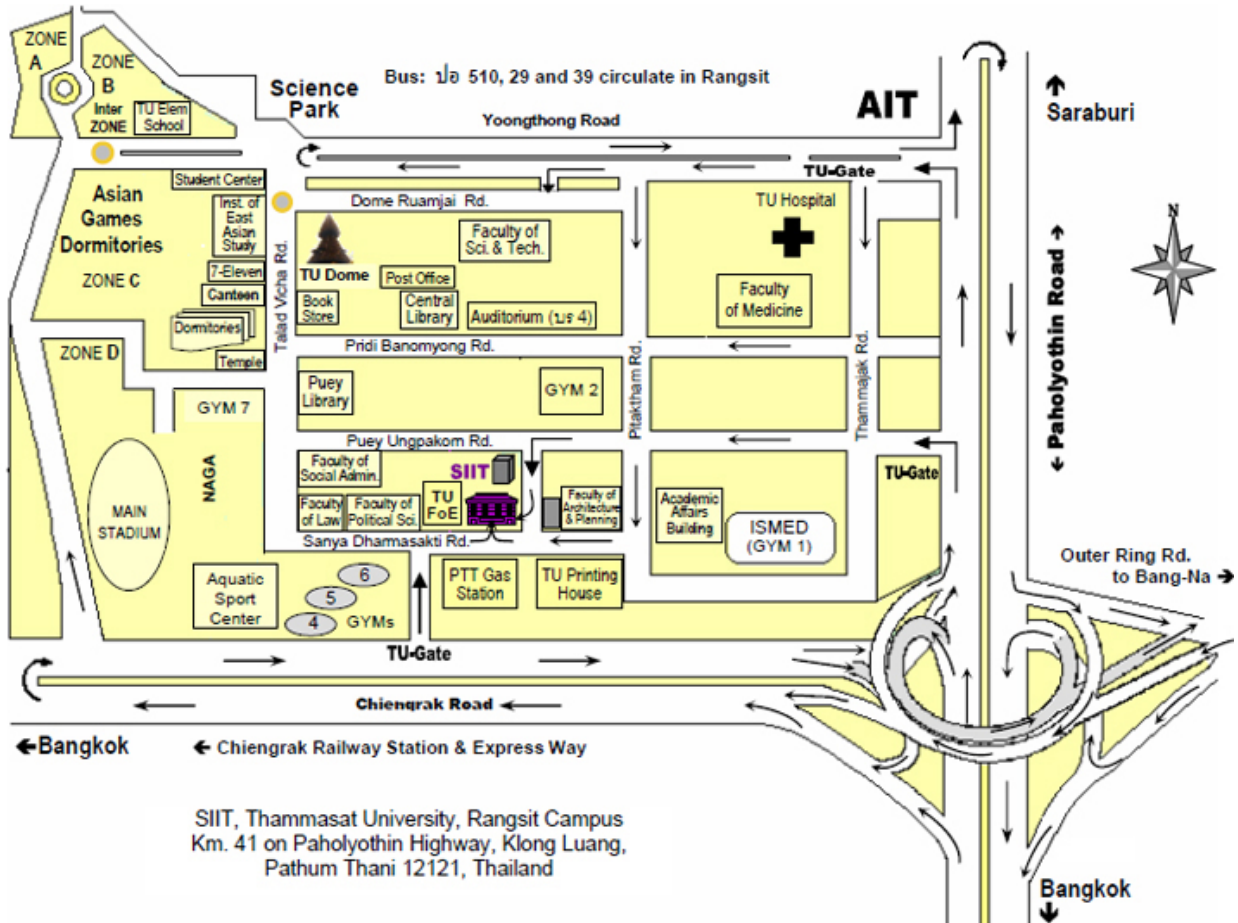 ZONE
A
ZONE
B
Inter
ZONE
TU Elem
School
Science
Park
Bus: ปอ 510, 29 and 39 circulate in Rangsit
AIT
Saraburi
Yoongthong Road
TU-Gate
Student Center
Inst. of
East
Asian
Study
7-Eleven
Canteen
Dormitories
Temple
Asian
Games
Dormitories
ZONE C
Talad Vicha Rd.
Dome Ruamjai Rd.
TU Dome
Faculty of
Sci. & Tech.
Post Office
Book
Store
Central
Library
Auditorium (บร 4)
TU Hospital
Faculty
of Medicine
N
Paholyothin Road
Pridi Banomyong Rd.
ZONE D
Puey
Library
GYM 2
Pitaktham Rd.
Thammajak Rd.
GYM 7
NAGA
MAIN
STADIUM
Puey Ungpakorn Rd.
TU-Gate
Faculty of
Social Admin.
SIIT
Faculty
of Law
Faculty of
Political Sci.
TU
FoE
Faculty of
Architecture
& Planning
Academic
Affairs
Building
ISMED
(GYM 1)
Sanya Dharmasakti Rd.
Aquatic
Sport
Center
6
5
4
GYMs
PTT Gas
Station
TU Printing
House
Outer Ring Rd.
to Bang-Na
TU-Gate
Chiengrak Road
Bangkok
Chiengrak Railway Station & Express Way
SIIT, Thammasat University, Rangsit Campus
Km. 41 on Paholyothin Highway, Klong Luang,
Pathum Thani 12121, Thailand
Bangkok